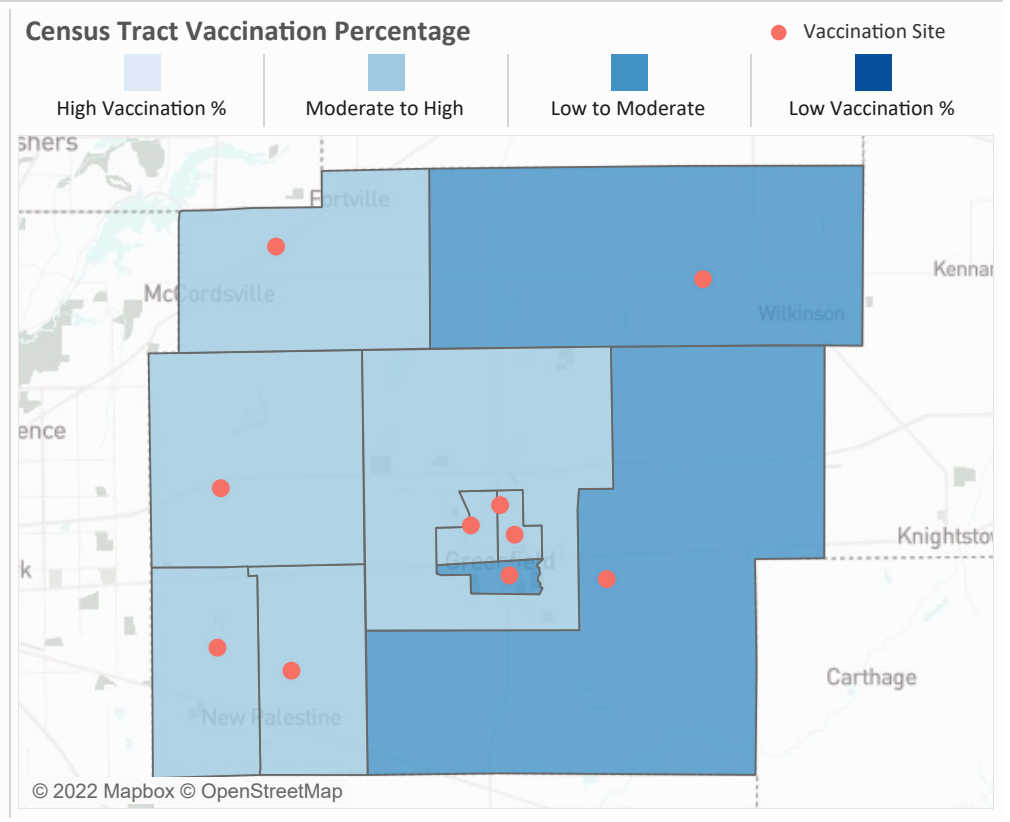 Census Tract Vaccination Percentage
Vaccination Site
High Vaccination %
Moderate to High
Low to Moderate
Low Vaccination %
shers
Fortville
Kennar
McCordsville
Wilkinson
ence
Knightstow
Greenfield
k
Carthage
New Palestine
© 2022 Mapbox © OpenStreetMap